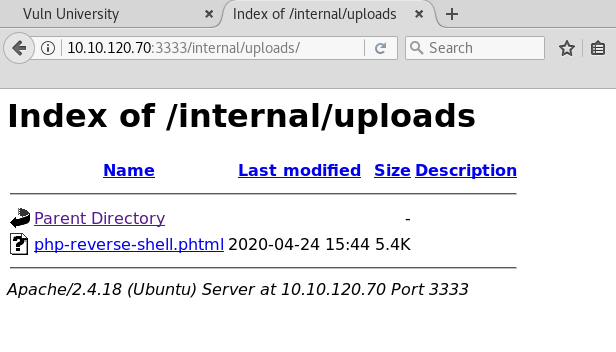 Vuln University × Index of /internal/uploads × +
10.10.120.70:3333/internal/uploads/ Search
Index of /internal/uploads
Name Last modified Size Description
Parent Directory -
php-reverse-shell.phtml 2020-04-24 15:44 5.4K
Apache/2.4.18 (Ubuntu) Server at 10.10.120.70 Port 3333